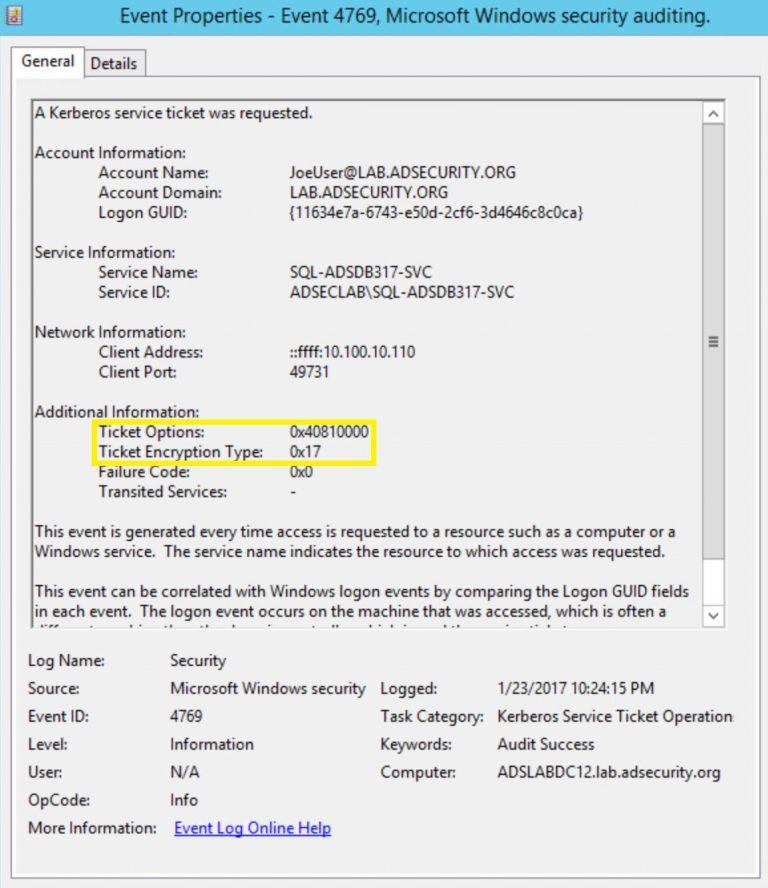 Event Properties - Event 4769, Microsoft Windows security auditing.
General Details
A Kerberos service ticket was requested.
Account Information:
Account Name: JoeUser@LAB.ADSECURITY.ORG
Account Domain: LAB.ADSECURITY.ORG
Logon GUID: {11634e7a-6743-e50d-2cf6-3d4646c8c0ca}
Service Information:
Service Name: SQL-ADSDB317-SVC
Service ID: ADSECLAB\SQL-ADSDB317-SVC
Network Information:
Client Address: ::ffff:10.100.10.110
Client Port: 49731
Additional Information:
Ticket Options: 0x40810000
Ticket Encryption Type: 0x17
Failure Code: 0x0
Transited Services: -
This event is generated every time access is requested to a resource such as a computer or a
Windows service.  The service name indicates the resource to which access was requested.
This event can be correlated with Windows logon events by comparing the Logon GUID fields
in each event.  The logon event occurs on the machine that was accessed, which is often a
Log Name: Security
Source: Microsoft Windows security Logged: 1/23/2017 10:24:15 PM
Event ID: 4769 Task Category: Kerberos Service Ticket Operation
Level: Information Keywords: Audit Success
User: N/A Computer: ADSLABDC12.lab.adsecurity.org
OpCode: Info
More Information: Event Log Online Help